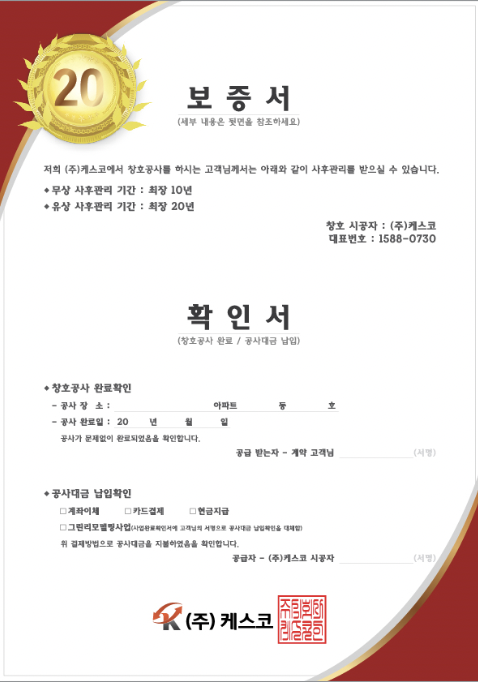 20
보증서
(세부 내용은 뒷면을 참조하세요)
저희 (주)케스코에서 창호공사를 하시는 고객님께서는 아래와 같이 사후관리를 받으실 수 있습니다.
◆ 무상 사후관리 기간 : 최장 10년
◆ 유상 사후관리 기간 : 최장 20년
창호 시공자 : (주)케스코
대표번호 : 1588-0730
확인서
(창호공사 완료 / 공사대금 납입)
◆ 창호공사 완료확인
- 공사 장 소 : 아파트 동 호
- 공사 완료일 : 20 년 월 일
공사가 문제없이 완료되었음을 확인합니다.
공급 받는자 - 계약 고객님 (서명)
◆ 공사대금 납입확인
□ 계좌이체 □ 카드결제 □ 현금지급
□ 그린리모델링사업(사업완료확인서에 고객님의 서명으로 공사대금 납입확인을 대체함)
위 결제방법으로 공사대금을 지불하였음을 확인합니다.
공급자 - (주)케스코 시공자 (서명)
K (주) 케스코